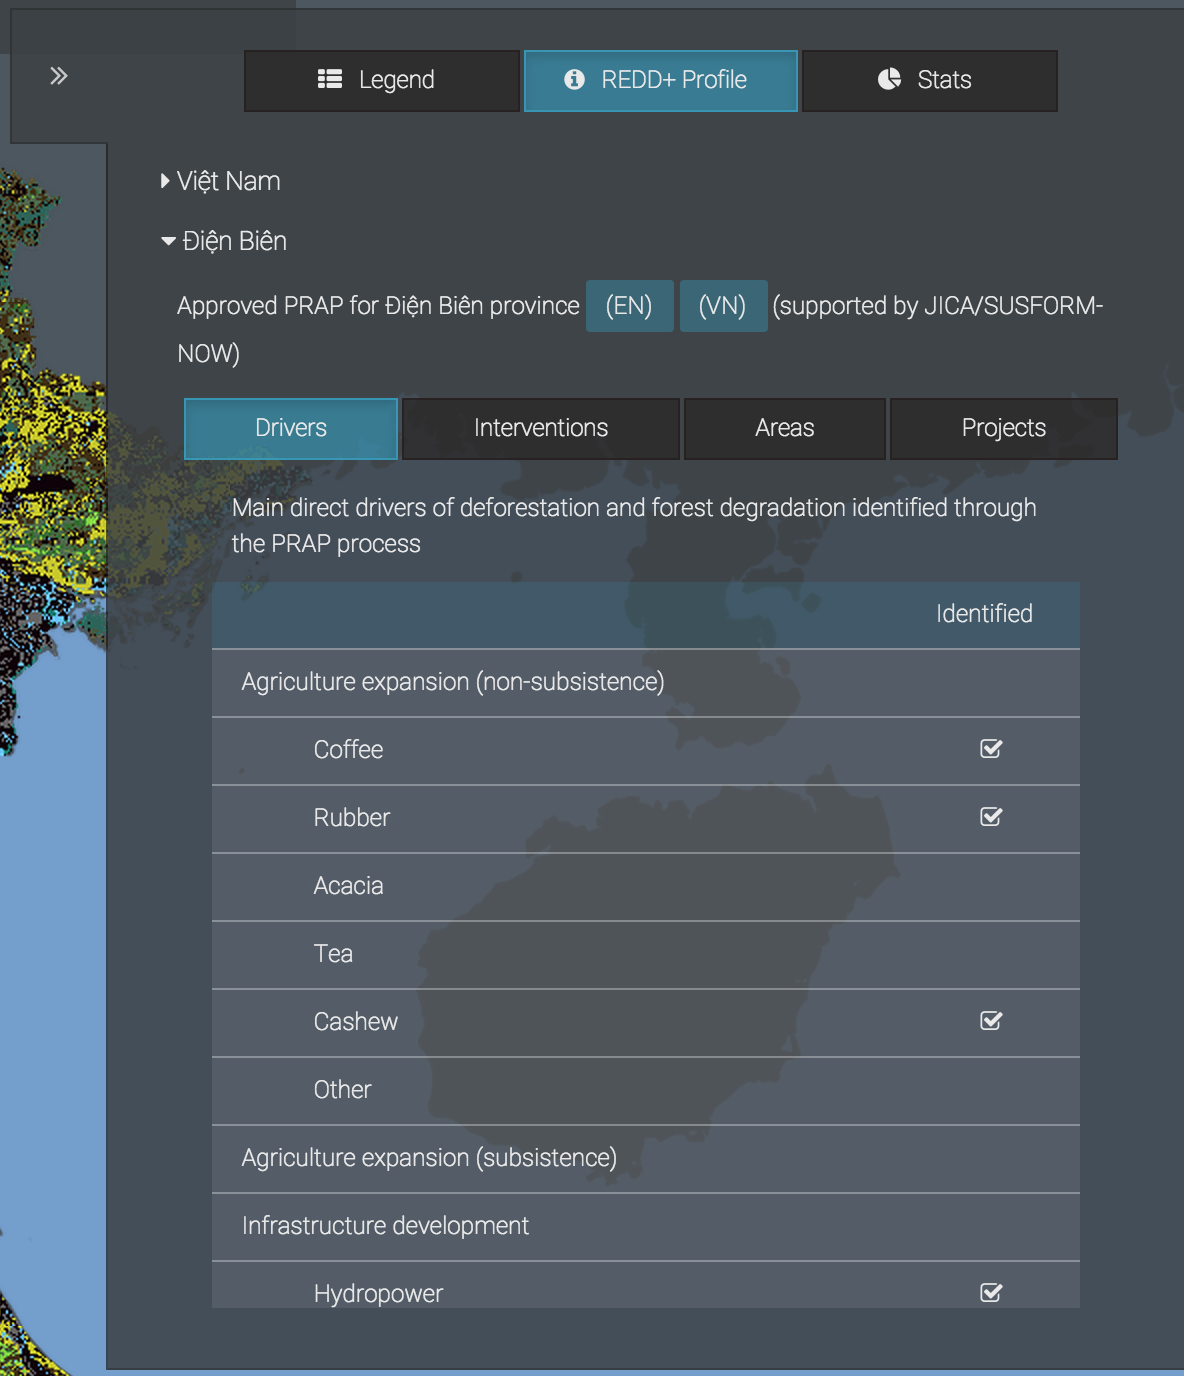 Legend
REDD+ Profile
Stats
Việt Nam
Điện Biên
Approved PRAP for Điện Biên province (EN) (VN) (supported by JICA/SUSFORM-
NOW)
Drivers
Interventions
Areas
Projects
Main direct drivers of deforestation and forest degradation identified through
the PRAP process
Identified
Agriculture expansion (non-subsistence)
Coffee
Rubber
Acacia
Tea
Cashew
Other
Agriculture expansion (subsistence)
Infrastructure development
Hydropower